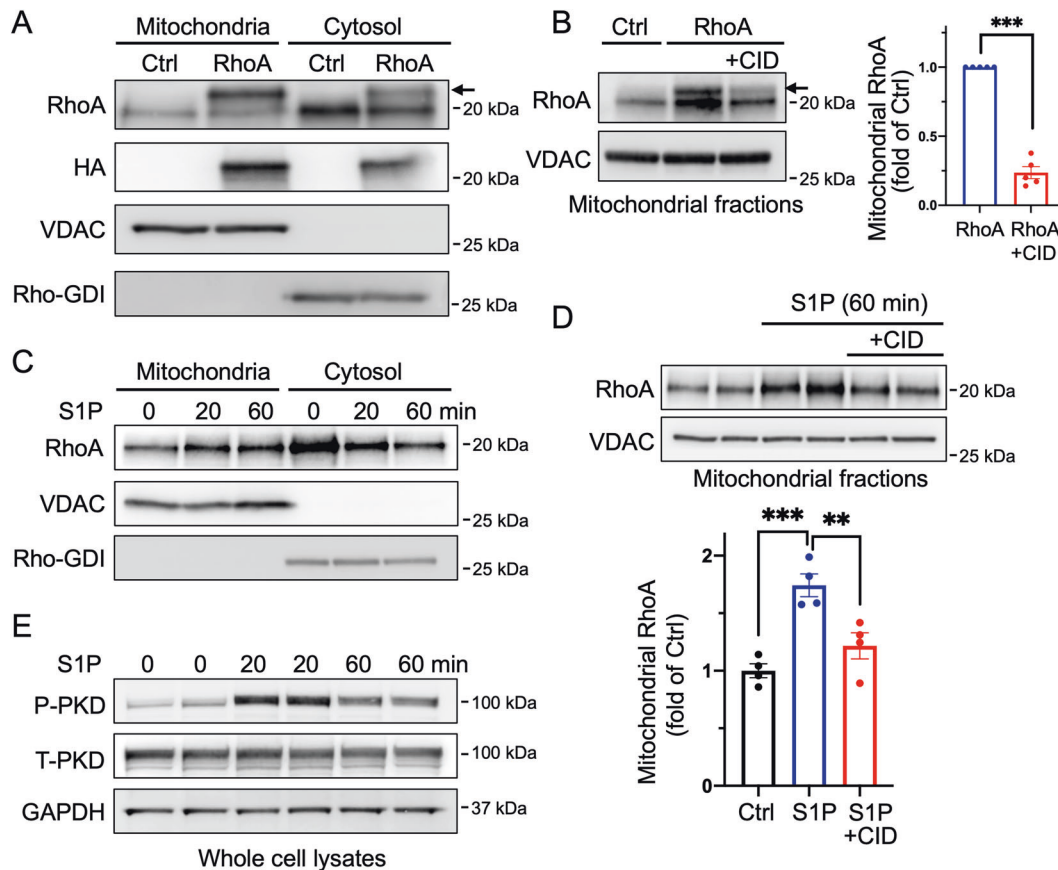 A
Mitochondria Cytosol
Ctrl RhoA Ctrl RhoA
RhoA
20 kDa
HA
20 kDa
VDAC
25 kDa
Rho-GDI
25 kDa
B
Ctrl RhoA
+CID
RhoA
20 kDa
VDAC
25 kDa
Mitochondrial fractions
Mitochondrial RhoA
(fold of Ctrl)
***
1.0
0.5
0.0
RhoA
RhoA
+CID
C
Mitochondria Cytosol
S1P 0 20 60 0 20 60 min
RhoA
20 kDa
VDAC
25 kDa
Rho-GDI
25 kDa
D
S1P (60 min)
+CID
RhoA
20 kDa
VDAC
25 kDa
Mitochondrial fractions
Mitochondrial RhoA
(fold of Ctrl)
*** **
2
1
0
Ctrl S1P S1P
+CID
E
S1P 0 0 20 20 60 60 min
P-PKD
100 kDa
T-PKD
100 kDa
GAPDH
37 kDa
Whole cell lysates